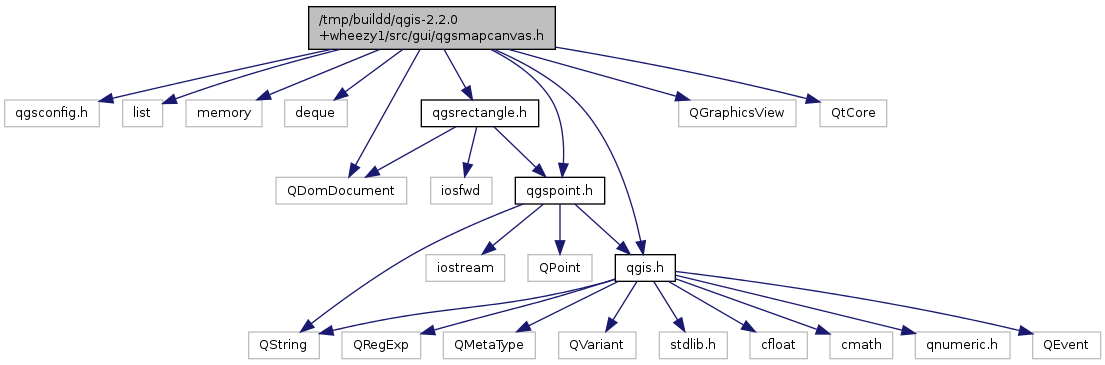 /tmp/buildd/qgis-2.2.0
+wheezy1/src/gui/qgsmapcanvas.h
qgsconfig.h
list
memory
deque
qgsrectangle.h
QGraphicsView
QtCore
QDomDocument
iosfwd
qgspoint.h
iostream
QPoint
qgis.h
QString
QRegExp
QMetaType
QVariant
stdlib.h
cfloat
cmath
qnumeric.h
QEvent